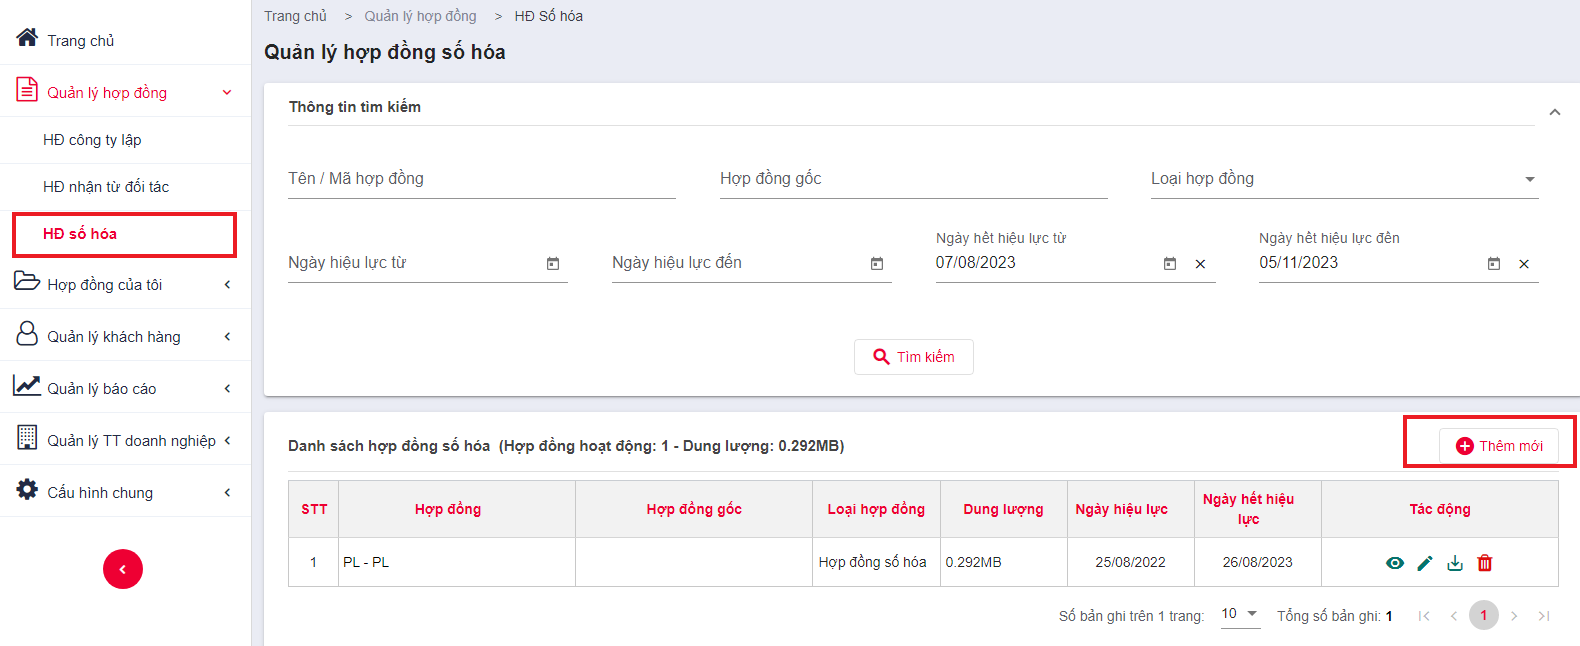 Trang chủ
Quản lý hợp đồng
HĐ công ty lập
HĐ nhận từ đối tác
HĐ số hóa
Hợp đồng của tôi
Quản lý khách hàng
Quản lý báo cáo
Quản lý TT doanh nghiệp
Cấu hình chung
Trang chủ > Quản lý hợp đồng > HĐ Số hóa
Quản lý hợp đồng số hóa
Thông tin tìm kiếm
Tên / Mã hợp đồng
Hợp đồng gốc
Loại hợp đồng
Ngày hiệu lực từ
Ngày hiệu lực đến
Ngày hết hiệu lực từ
07/08/2023
Ngày hết hiệu lực đến
05/11/2023
Tìm kiếm
Danh sách hợp đồng số hóa (Hợp đồng hoạt động: 1 - Dung lượng: 0.292MB)
Thêm mới
STT Hợp đồng Hợp đồng gốc Loại hợp đồng Dung lượng Ngày hiệu lực Ngày hết hiệu lực Tác động
1 PL - PL Hợp đồng số hóa 0.292MB 25/08/2022 26/08/2023
Số bản ghi trên 1 trang: 10 Tổng số bản ghi: 1 1